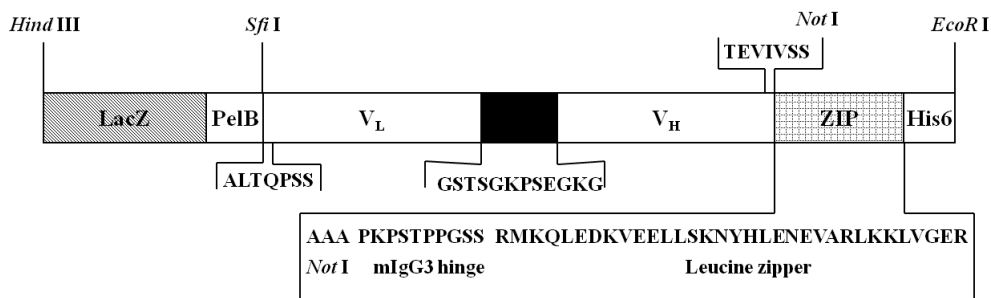 Hind III Sfi I Not I EcoR I
TEVIVSS
LacZ PelB VL VH ZIP His6
ALTQPSS GSTSGKPSEGKG
AAA PKPSTPPGSS RMKQLEDKVEELLSKNYHLENEVARLKKLVGER
Not I mIgG3 hinge Leucine zipper